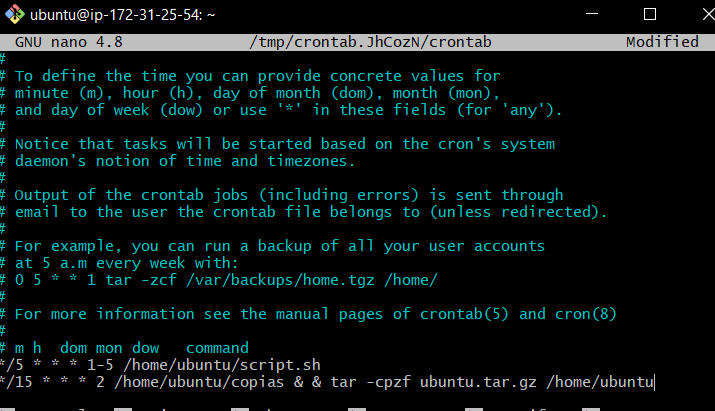 ubuntu@ip-172-31-25-54: ~
GNU nano 4.8 /tmp/crontab.JhCozN/crontab Modified
#
# To define the time you can provide concrete values for
# minute (m), hour (h), day of month (dom), month (mon),
# and day of week (dow) or use '*' in these fields (for 'any').
#
# Notice that tasks will be started based on the cron's system
# daemon's notion of time and timezones.
#
# Output of the crontab jobs (including errors) is sent through
# email to the user the crontab file belongs to (unless redirected).
#
# For example, you can run a backup of all your user accounts
# at 5 a.m every week with:
# 0 5 * * 1 tar -zcf /var/backups/home.tgz /home/
#
# For more information see the manual pages of crontab(5) and cron(8)
#
# m h  dom mon dow   command
*/5 * * * 1-5 /home/ubuntu/script.sh
*/15 * * * 2 /home/ubuntu/copias & & tar -cpzf ubuntu.tar.gz /home/ubuntu